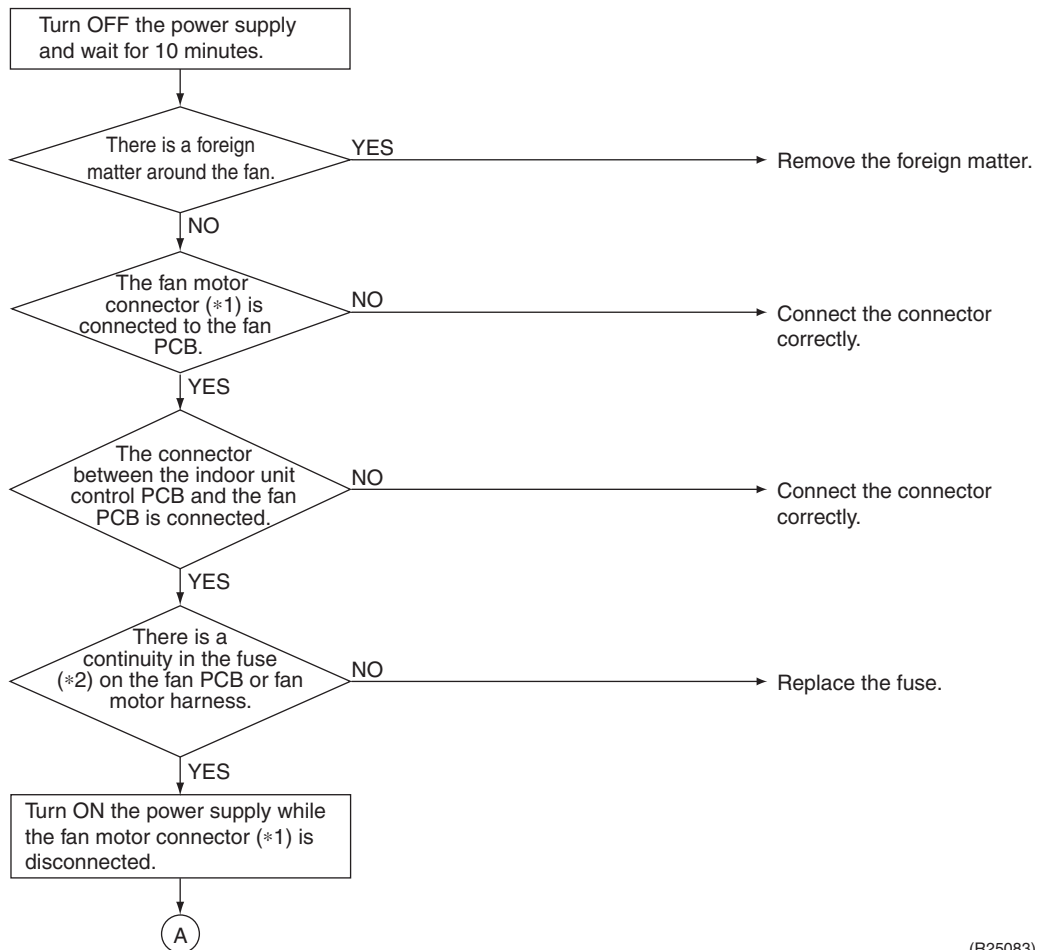 Turn OFF the power supply
and wait for 10 minutes.
There is a foreign
matter around the fan.
YES
Remove the foreign matter.
NO
The fan motor
connector (*1) is
connected to the fan
PCB.
NO
Connect the connector
correctly.
YES
The connector
between the indoor unit
control PCB and the fan
PCB is connected.
NO
Connect the connector
correctly.
YES
There is a
continuity in the fuse
(*2) on the fan PCB or fan
motor harness.
NO
Replace the fuse.
YES
Turn ON the power supply while
the fan motor connector (*1) is
disconnected.
A
(R25083)